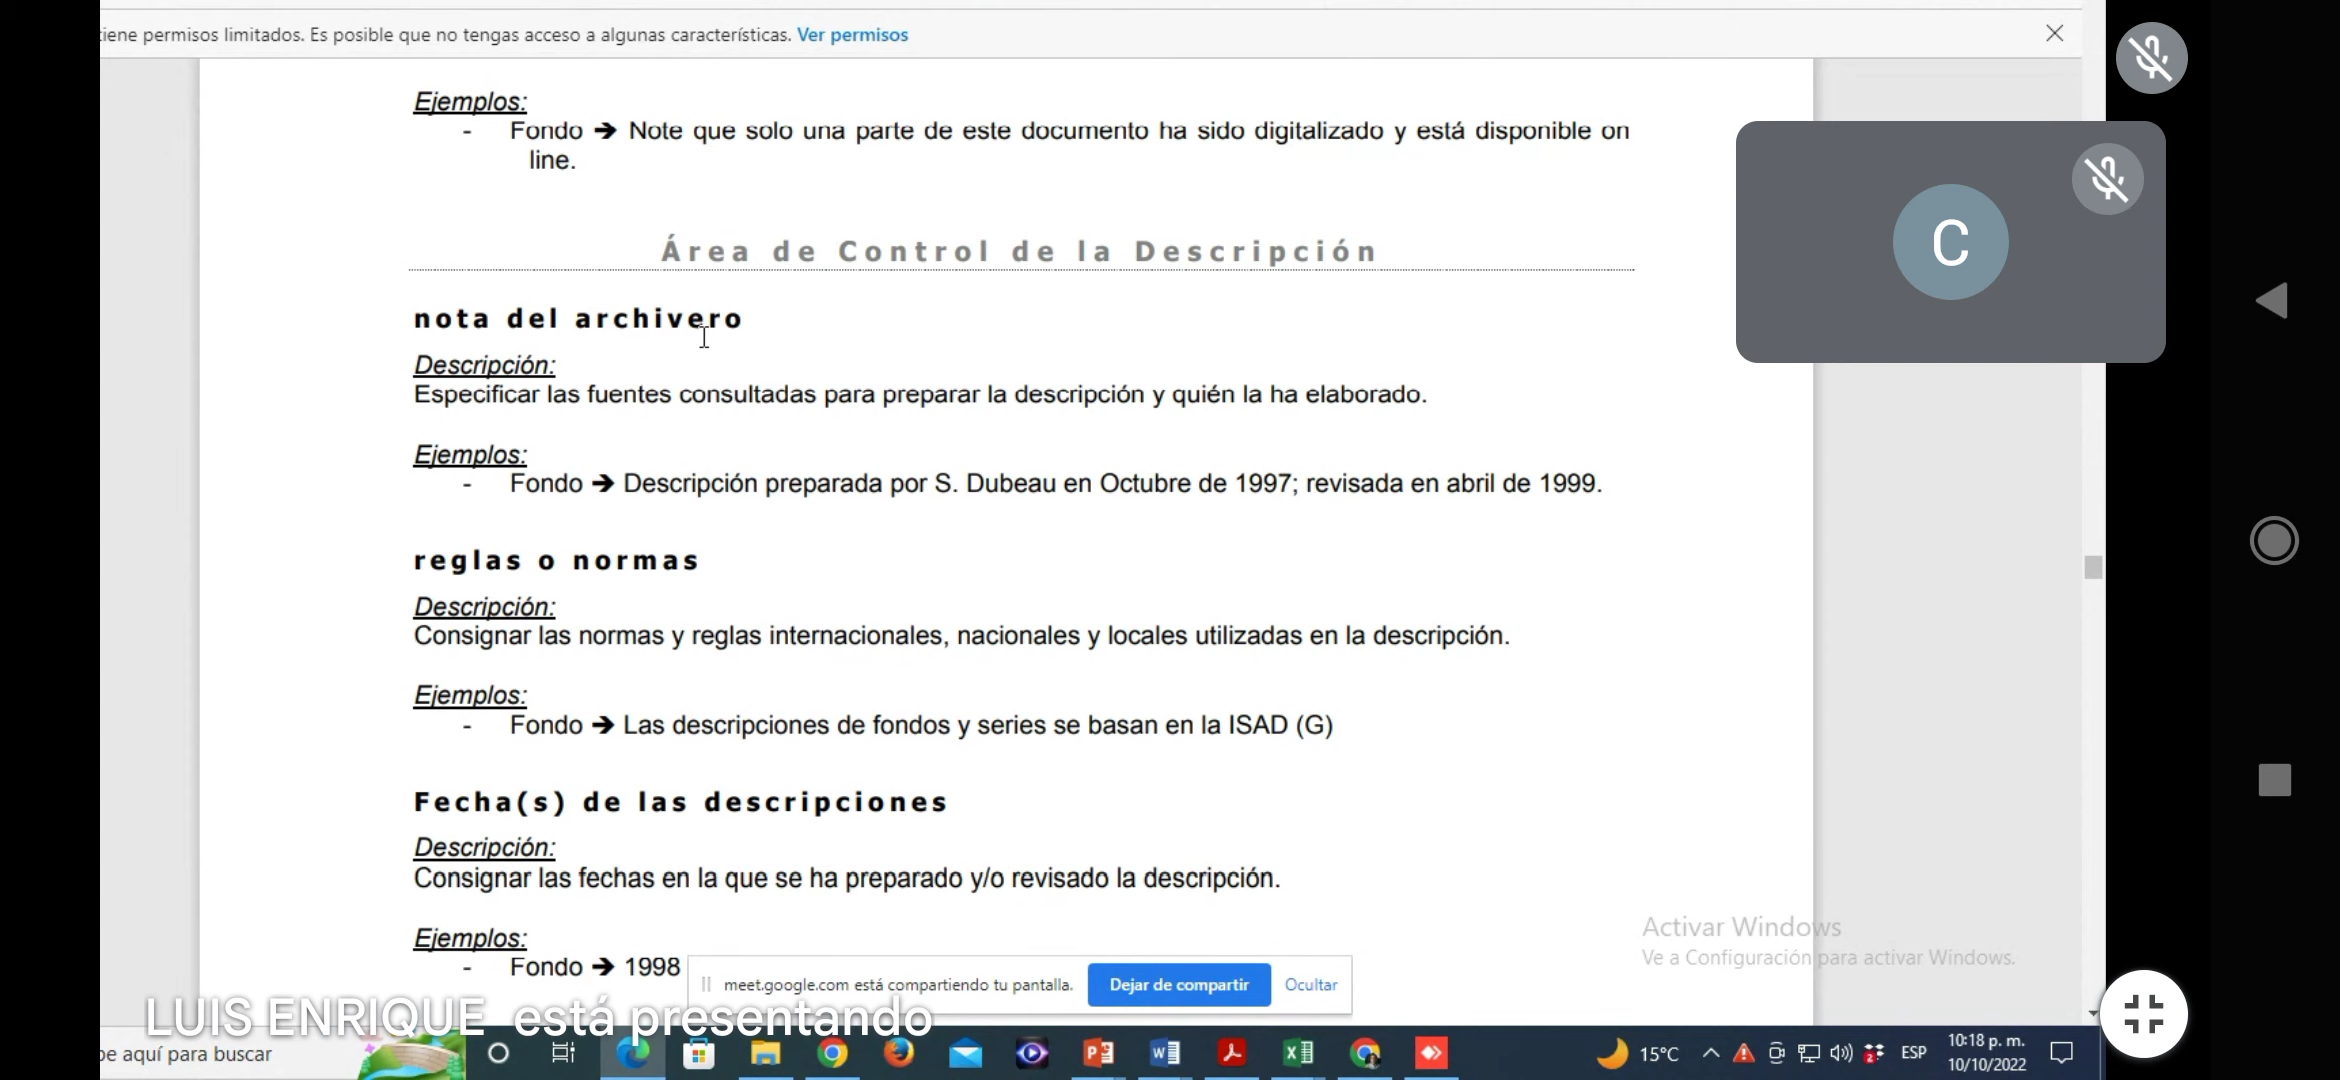 tiene permisos limitados. Es posible que no tengas acceso a algunas características. Ver permisos
Ejemplos:
- Fondo ➔ Note que solo una parte de este documento ha sido digitalizado y está disponible on
line.
Área de Control de la Descripción
C
nota del archivero
Descripción:
Especificar las fuentes consultadas para preparar la descripción y quién la ha elaborado.
Ejemplos:
- Fondo ➔ Descripción preparada por S. Dubeau en Octubre de 1997; revisada en abril de 1999.
reglas o normas
Descripción:
Consignar las normas y reglas internacionales, nacionales y locales utilizadas en la descripción.
Ejemplos:
- Fondo ➔ Las descripciones de fondos y series se basan en la ISAD (G)
Fecha(s) de las descripciones
Descripción:
Consignar las fechas en la que se ha preparado y/o revisado la descripción.
Ejemplos:
- Fondo ➔ 1998
Activar Windows
Ve a Configuración para activar Windows.
meet.google.com está compartiendo tu pantalla. Dejar de compartir Ocultar
LUIS ENRIQUE está presentando
be aquí para buscar
15°C
ESP
10:18 p. m.
10/10/2022